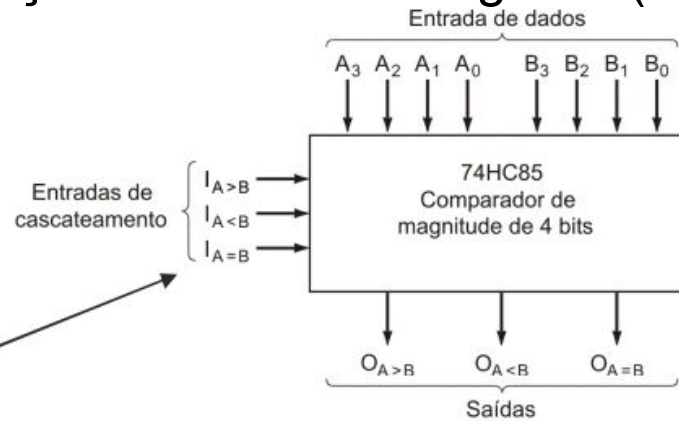 Entrada de dados
A3 A2 A1 A0 B3 B2 B1 B0
74HC85
Comparador de
magnitude de 4 bits
Entradas de
cascateamento
IA>B
IA<B
IA=B
OA>B OA<B OA=B
Saídas